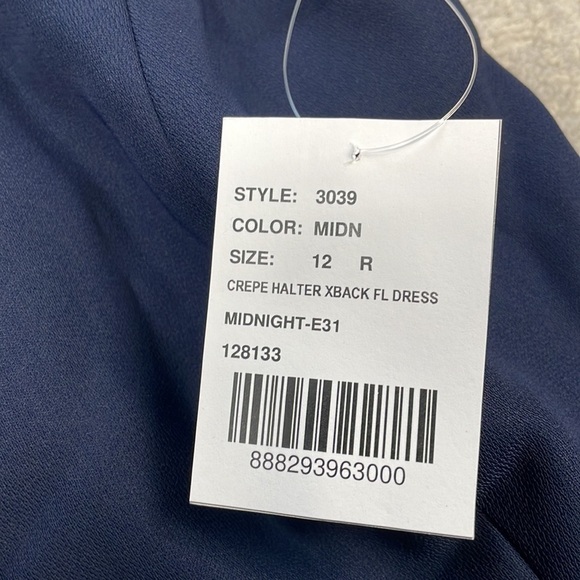 STYLE: 3039
COLOR: MIDN
SIZE: 12 R
CREPE HALTER XBACK FL DRESS
MIDNIGHT-E31
128133
888293963000